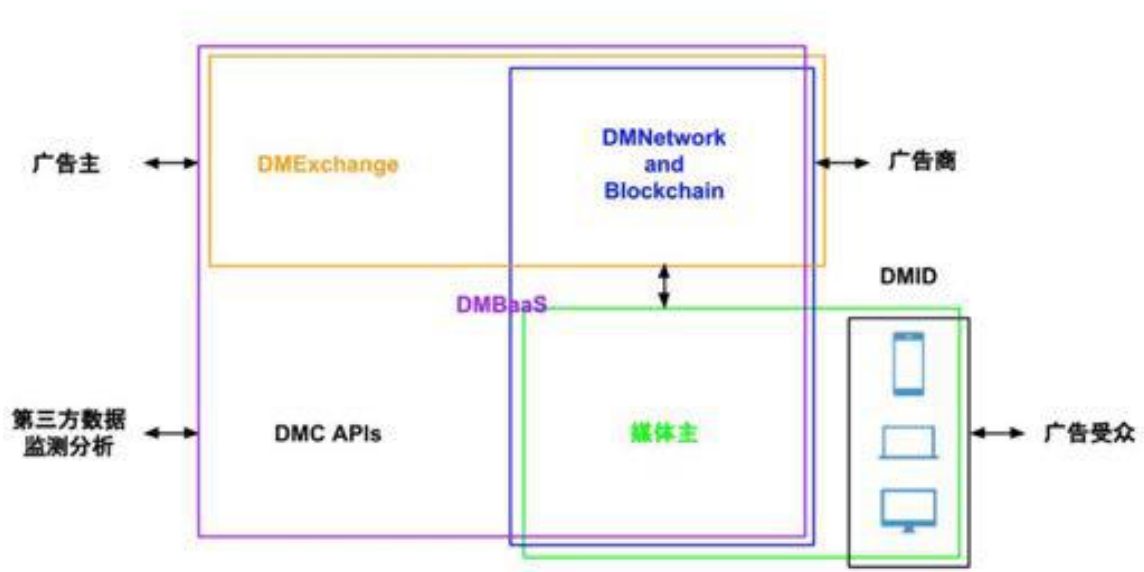 DMNetwork
and
Blockchain
广告主
DMExchange
广告商
DMID
DMBaaS
第三方数据
监测分析
DMC APIs
媒体主
广告受众